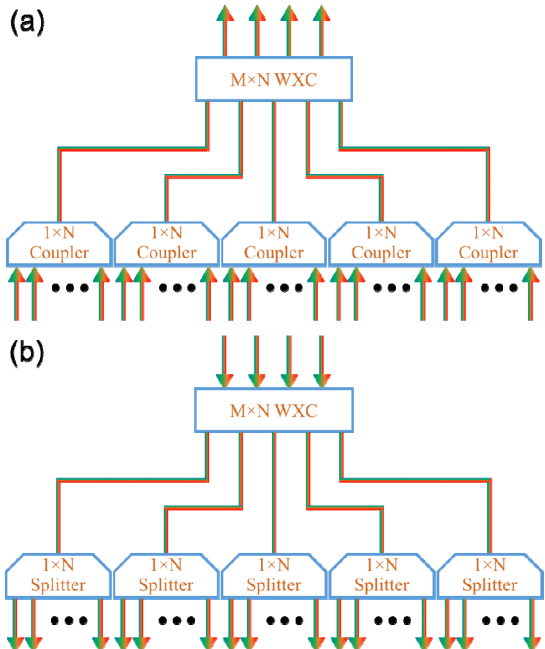 (a)
M×N WXC
1×N 1×N 1×N 1×N 1×N
Coupler Coupler Coupler Coupler Coupler
(b)
M×N WXC
1×N 1×N 1×N 1×N 1×N
Splitter Splitter Splitter Splitter Splitter